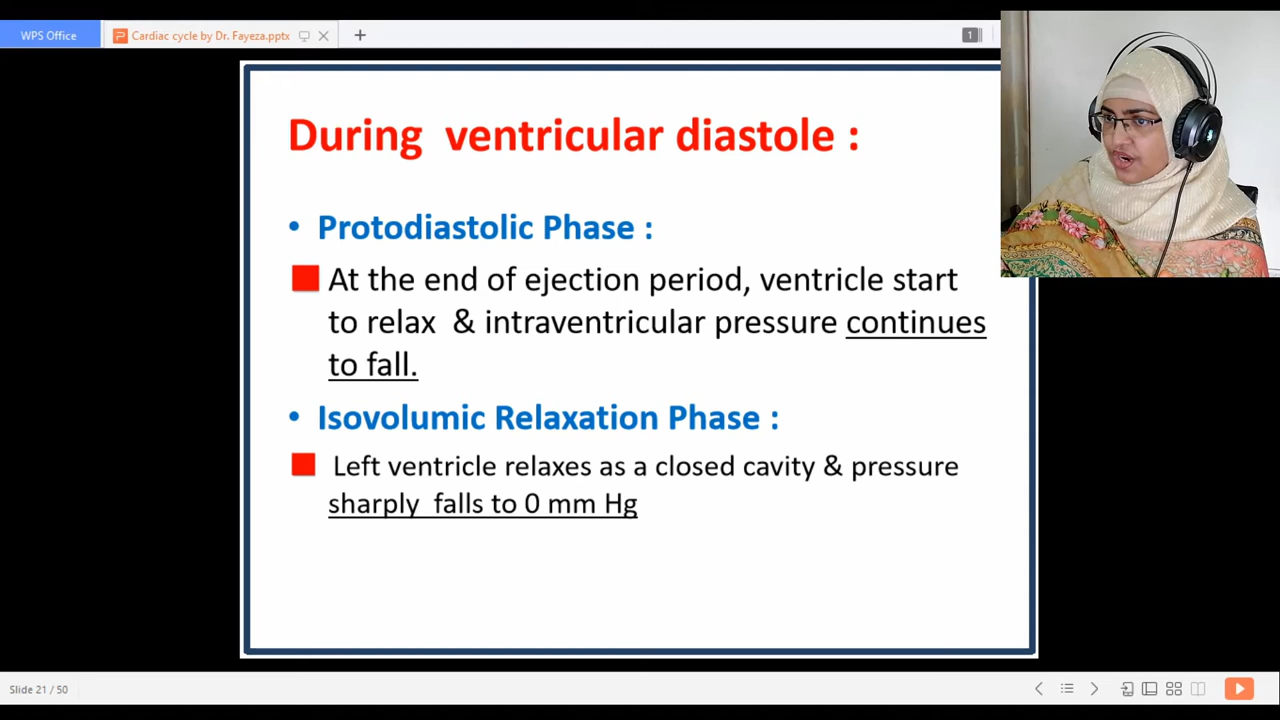 WPS Office
Cardiac cycle by Dr. Fayeza.pptx
1
During ventricular diastole :
• Protodiastolic Phase :
At the end of ejection period, ventricle start
to relax & intraventricular pressure continues
to fall.
• Isovolumic Relaxation Phase :
Left ventricle relaxes as a closed cavity & pressure
sharply falls to 0 mm Hg
Slide 21 / 50